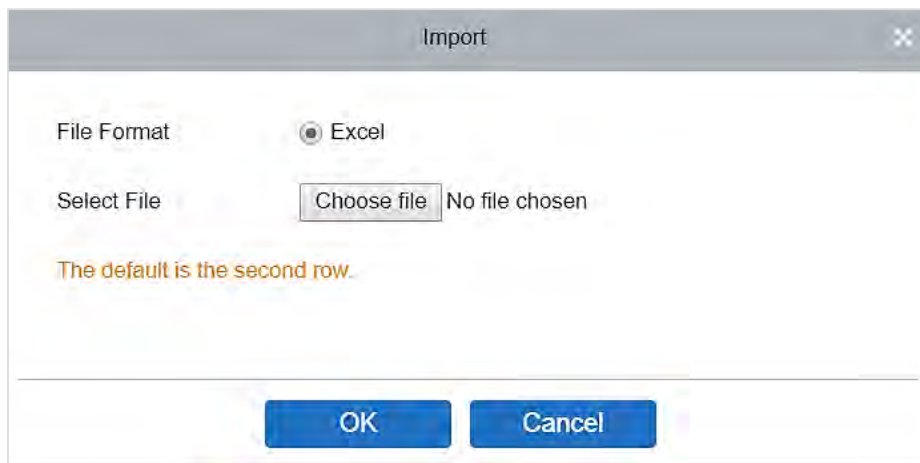 Import
File Format Excel
Select File Choose file No file chosen
The default is the second row.
OK Cancel